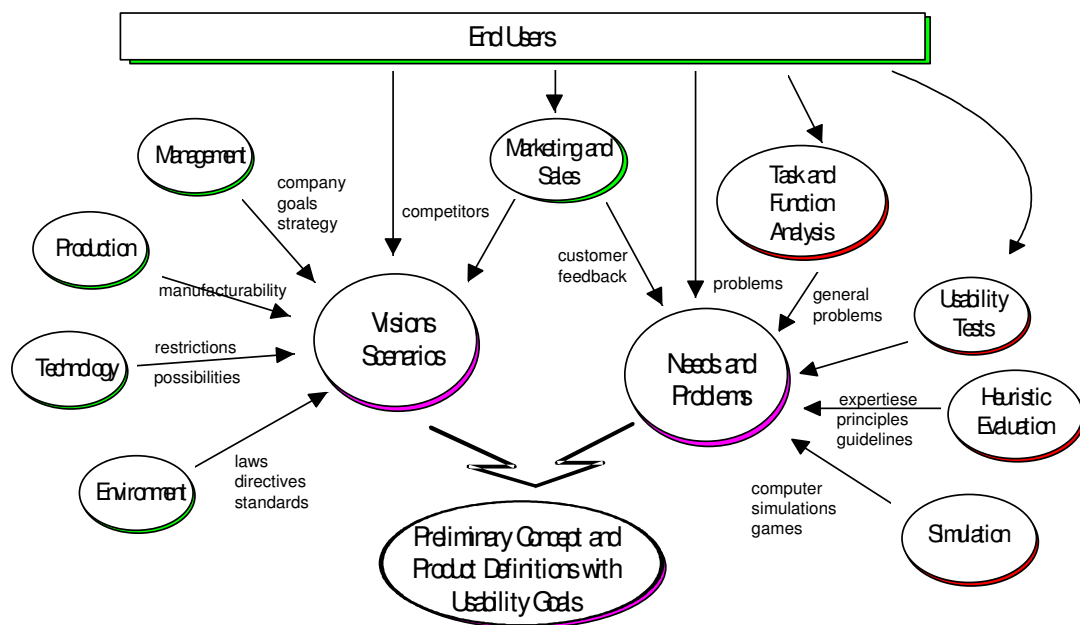 End Users
Management
company
goals
strategy
competitors
Marketing and
Sales
Task and
Function
Analysis
Production
manufacturability
customer
feedback
problems
general
problems
Usability
Tests
Technology
restrictions
possibilities
Visions
Scenarios
Needs and
Problems
expertiese
principles
guidelines
Heuristic
Evaluation
Environment
laws
directives
standards
computer
simulations
games
Simulation
Preliminary Concept and
Product Definitions with
Usability Goals